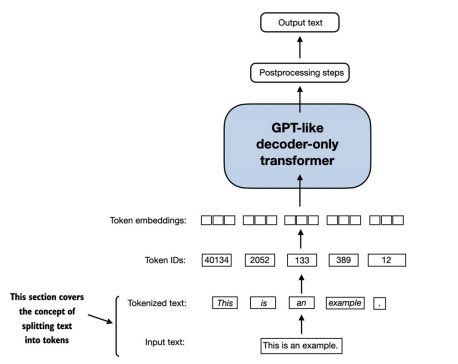 Output text
Postprocessing steps
GPT-like
decoder-only
transformer
Token embeddings:
Token IDs: 40134 2052 133 389 12
This section covers
the concept of
splitting text
into tokens
Tokenized text: This is an example .
Input text: This is an example.